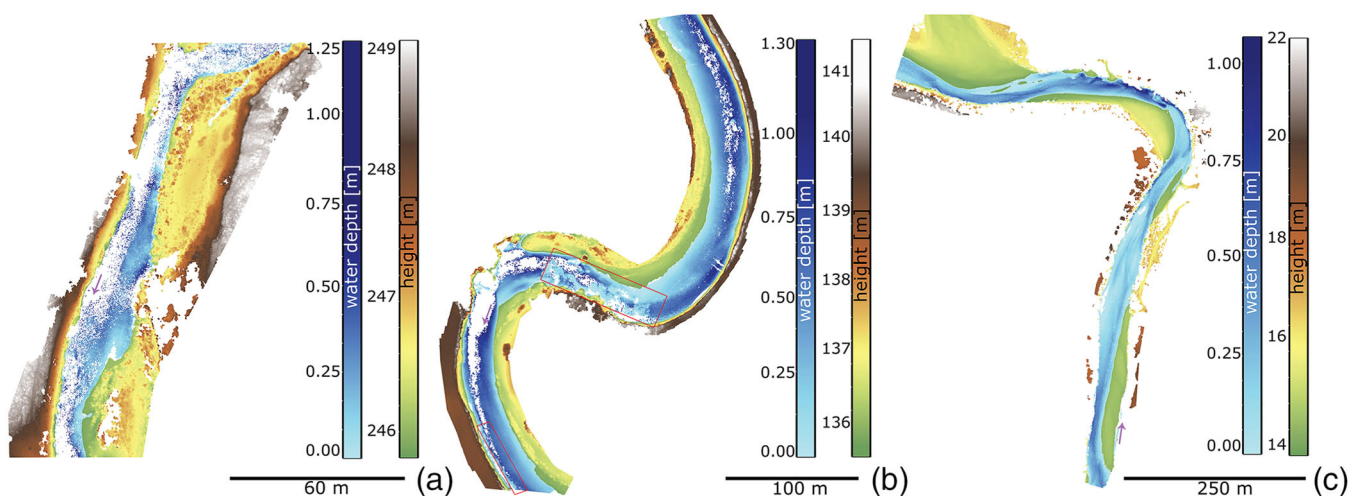 1.25
1.00
0.75
0.50
0.25
0.00
water depth [m]
249
248
247
246
height [m]
60 m
(a)
1.30
1.00
0.75
0.50
0.25
0.00
water depth [m]
141
140
139
138
137
136
height [m]
100 m
(b)
1.00
0.75
0.50
0.25
0.00
water depth [m]
22
20
18
16
14
height [m]
250 m
(c)